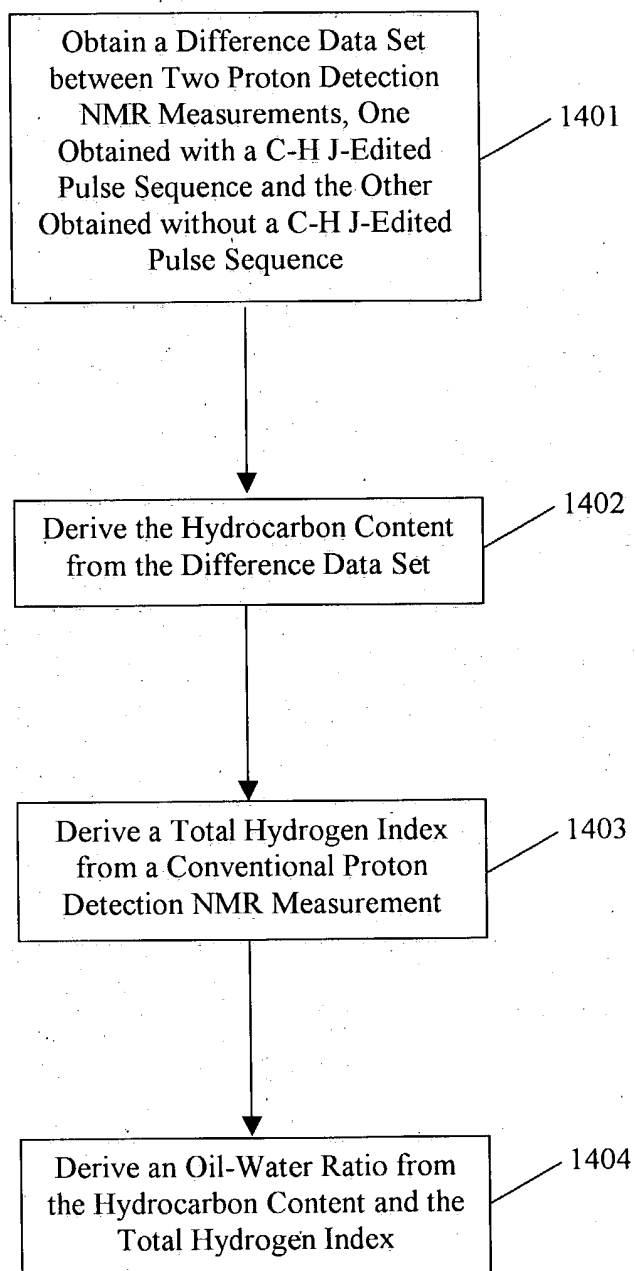 Obtain a Difference Data Set
between Two Proton Detection
NMR Measurements, One
Obtained with a C-H J-Edited
Pulse Sequence and the Other
Obtained without a C-H J-Edited
Pulse Sequence
1401
Derive the Hydrocarbon Content
from the Difference Data Set
1402
Derive a Total Hydrogen Index
from a Conventional Proton
Detection NMR Measurement
1403
Derive an Oil-Water Ratio from
the Hydrocarbon Content and the
Total Hydrogen Index
1404